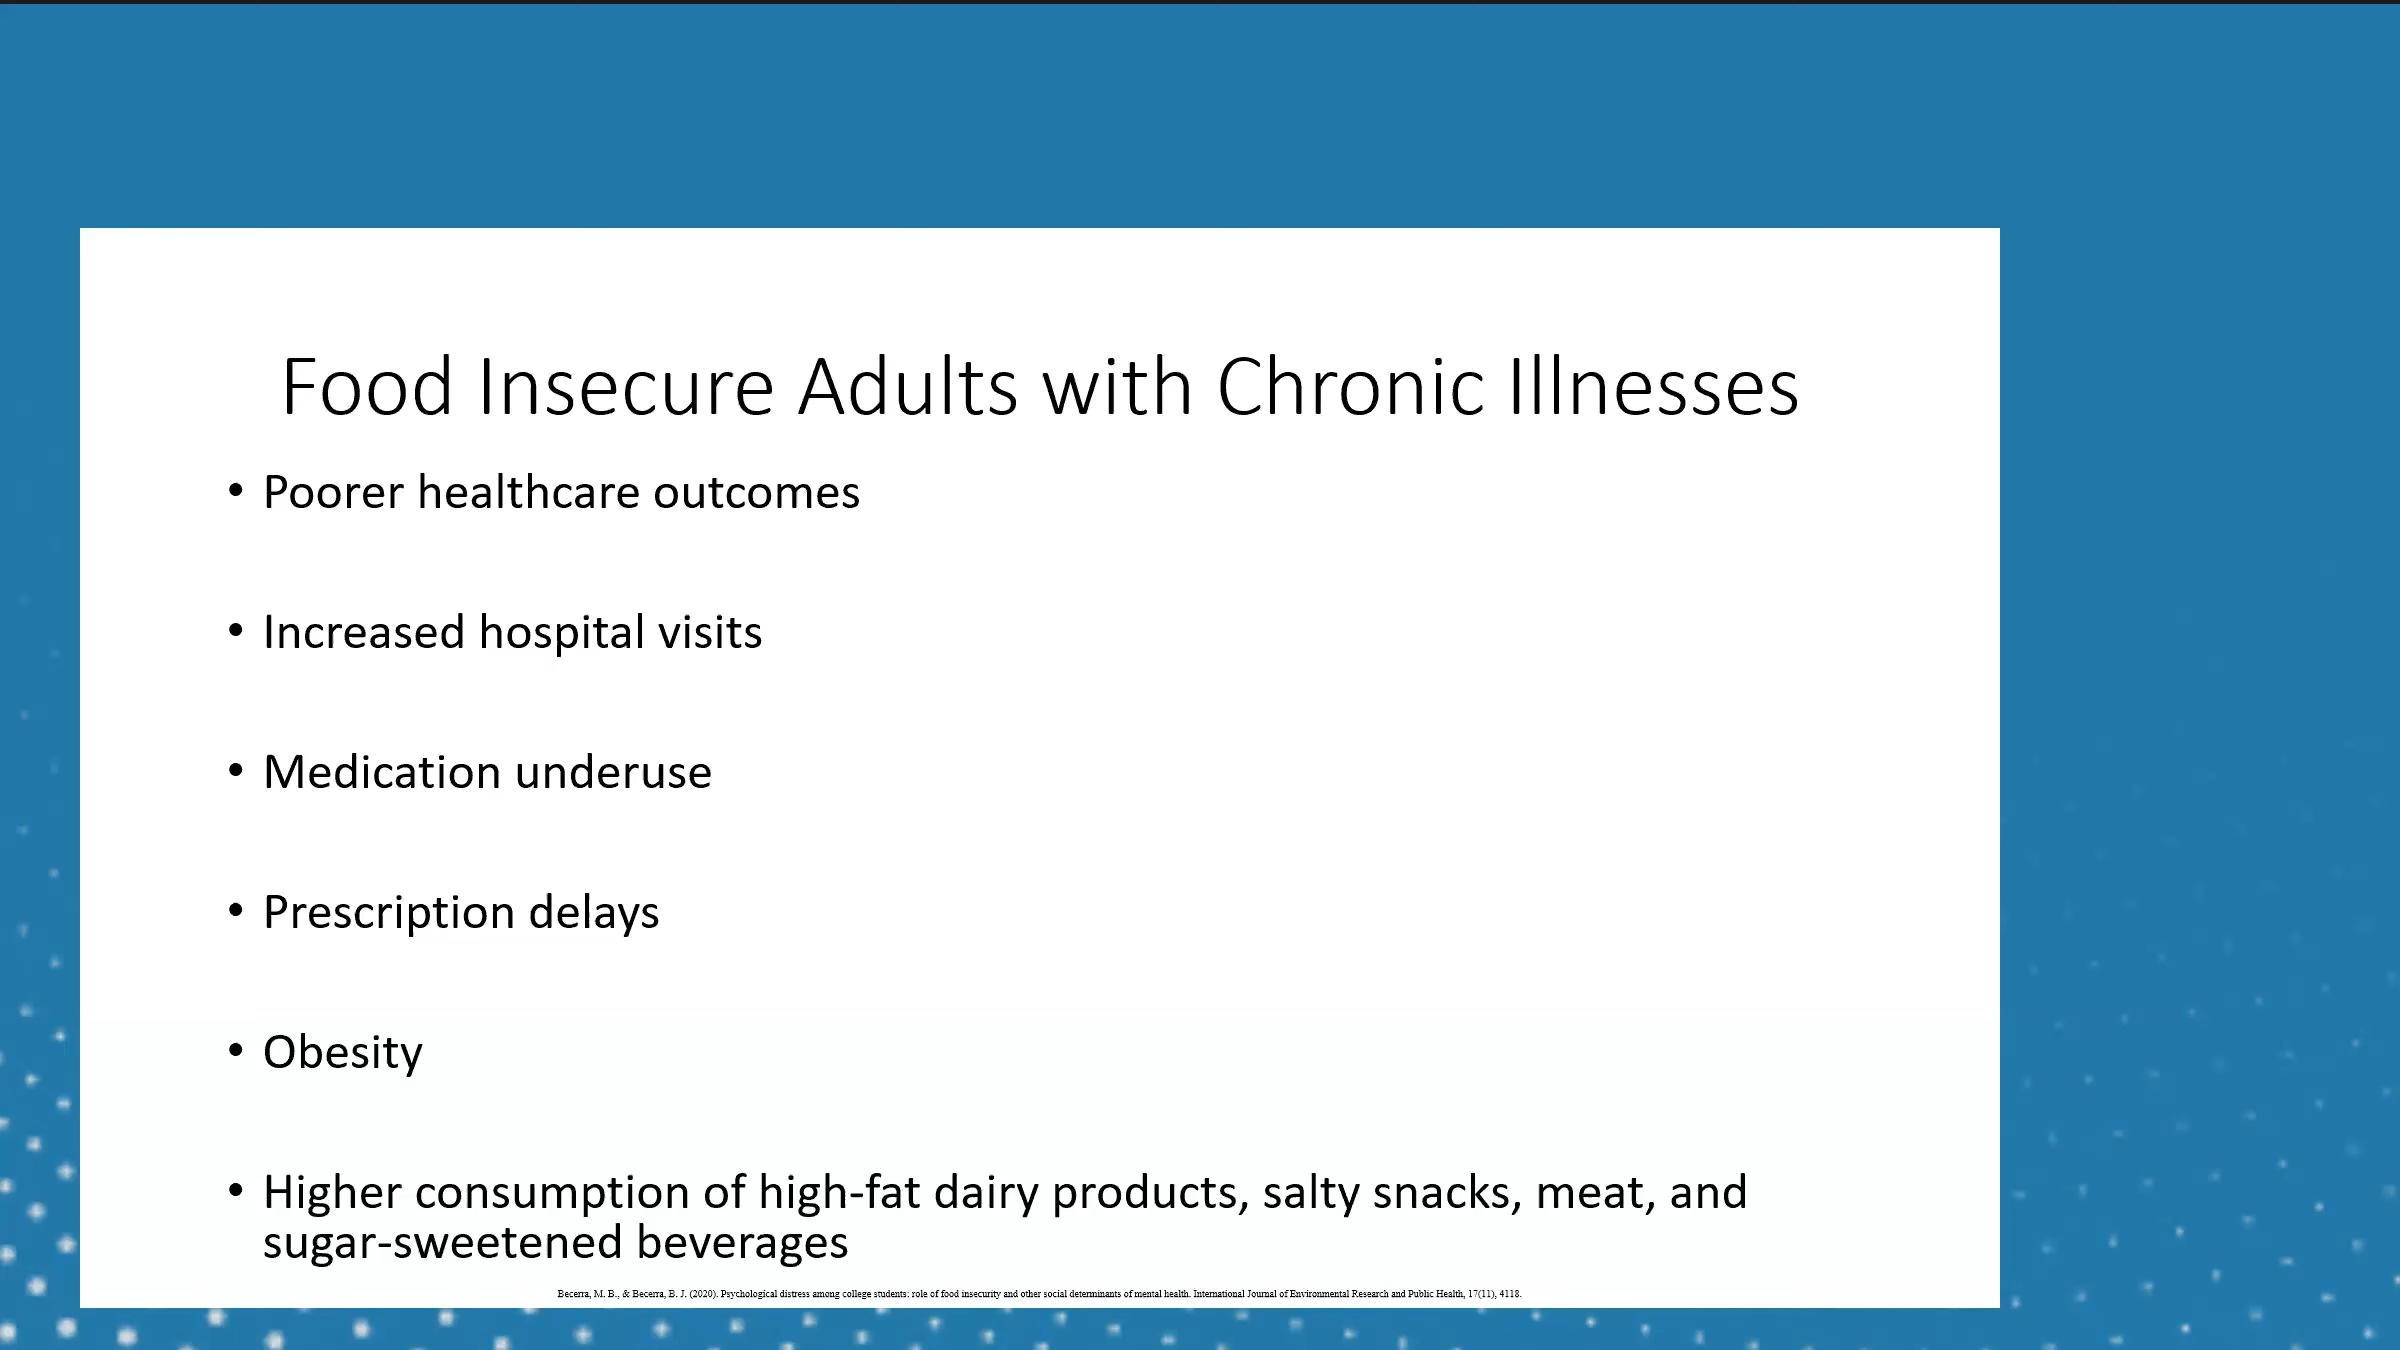 Food Insecure Adults with Chronic Illnesses
• Poorer healthcare outcomes
• Increased hospital visits
• Medication underuse
• Prescription delays
• Obesity
• Higher consumption of high-fat dairy products, salty snacks, meat, and
sugar-sweetened beverages
Becerra, M. B., & Becerra, B. J. (2020). Psychological distress among college students: role of food insecurity and other social determinants of mental health. International Journal of Environmental Research and Public Health, 17(11), 4118.